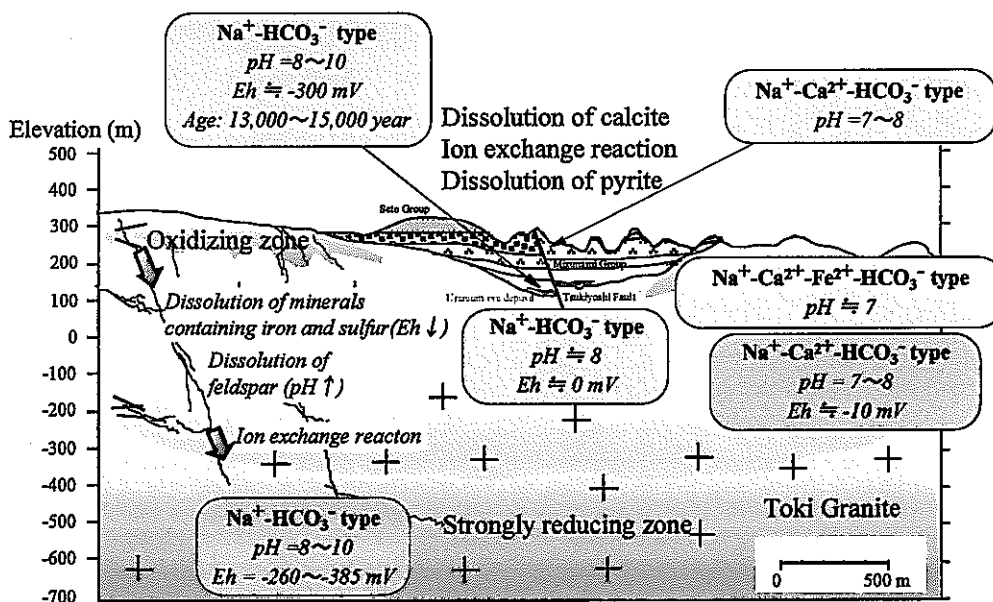 Na⁺-HCO₃⁻ type
pH =8～10
Eh ≒ -300 mV
Age: 13,000～15,000 year
Na⁺-Ca²⁺-HCO₃⁻ type
pH =7～8
Dissolution of calcite
Ion exchange reaction
Dissolution of pyrite
Elevation (m)
500
400
300
200
100
0
-100
-200
-300
-400
-500
-600
-700
Seto Group
Oxidizing zone
Group
Tsukiyoshi Fault
Dissolution of minerals
containing iron and sulfur(Eh ↓)
Dissolution of
feldspar (pH ↑)
Ion exchange reacton
Na⁺-HCO₃⁻ type
pH ≒ 8
Eh ≒ 0 mV
Na⁺-Ca²⁺-Fe²⁺-HCO₃⁻ type
pH ≒ 7
Na⁺-Ca²⁺-HCO₃⁻ type
pH = 7～8
Eh ≒ -10 mV
Na⁺-HCO₃⁻ type
pH =8～10
Eh = -260～-385 mV
Strongly reducing zone
Toki Granite
0 500 m